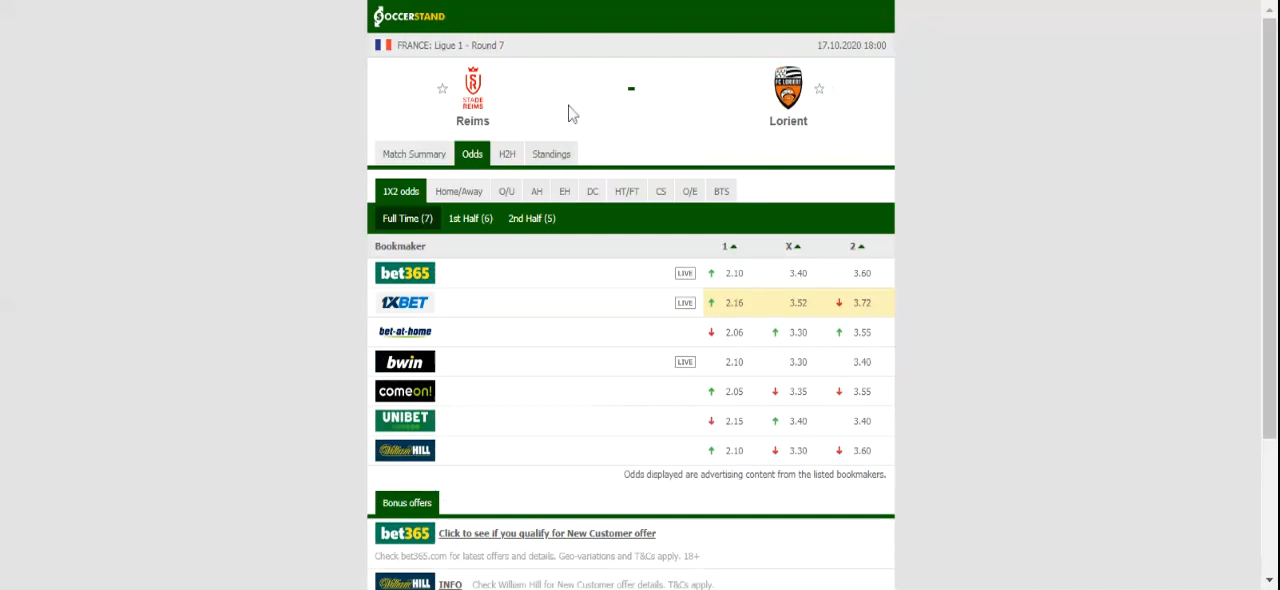 SOCCERSTAND
FRANCE: Ligue 1 - Round 7 17.10.2020 18:00
STADE REIMS FC LORIENT
-
Reims Lorient
Match Summary Odds H2H Standings
1X2 odds Home/Away O/U AH EH DC HT/FT CS O/E BTS
Full Time (7) 1st Half (6) 2nd Half (5)
Bookmaker 1 X 2
bet365 LIVE 2.10 3.40 3.60
1XBET LIVE 2.16 3.52 3.72
bet-at-home 2.06 3.30 3.55
bwin LIVE 2.10 3.30 3.40
comeon! 2.05 3.35 3.55
UNIBET 2.15 3.40 3.40
William HILL 2.10 3.30 3.60
Odds displayed are advertising content from the listed bookmakers.
Bonus offers
bet365 Click to see if you qualify for New Customer offer
Check bet365.com for latest offers and details. Geo-variations and T&Cs apply. 18+
William HILL INFO Check William Hill for New Customer offer details. T&Cs apply.